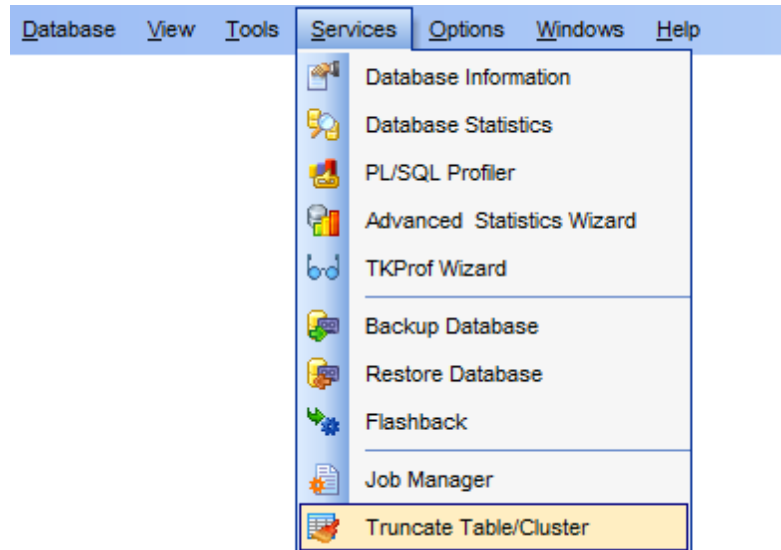 Database View Tools Services Options Windows Help
Database Information
Database Statistics
PL/SQL Profiler
Advanced  Statistics Wizard
TKProf Wizard
Backup Database
Restore Database
Flashback
Job Manager
Truncate Table/Cluster